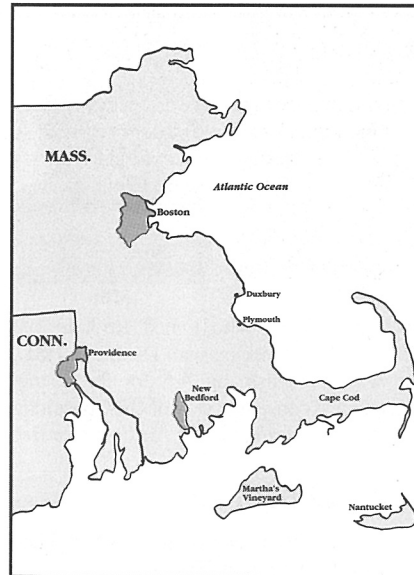 MASS.
Atlantic Ocean
Boston
Duxbury
Plymouth
CONN.
Providence
New
Bedford
Cape Cod
Martha's
Vineyard
Nantucket